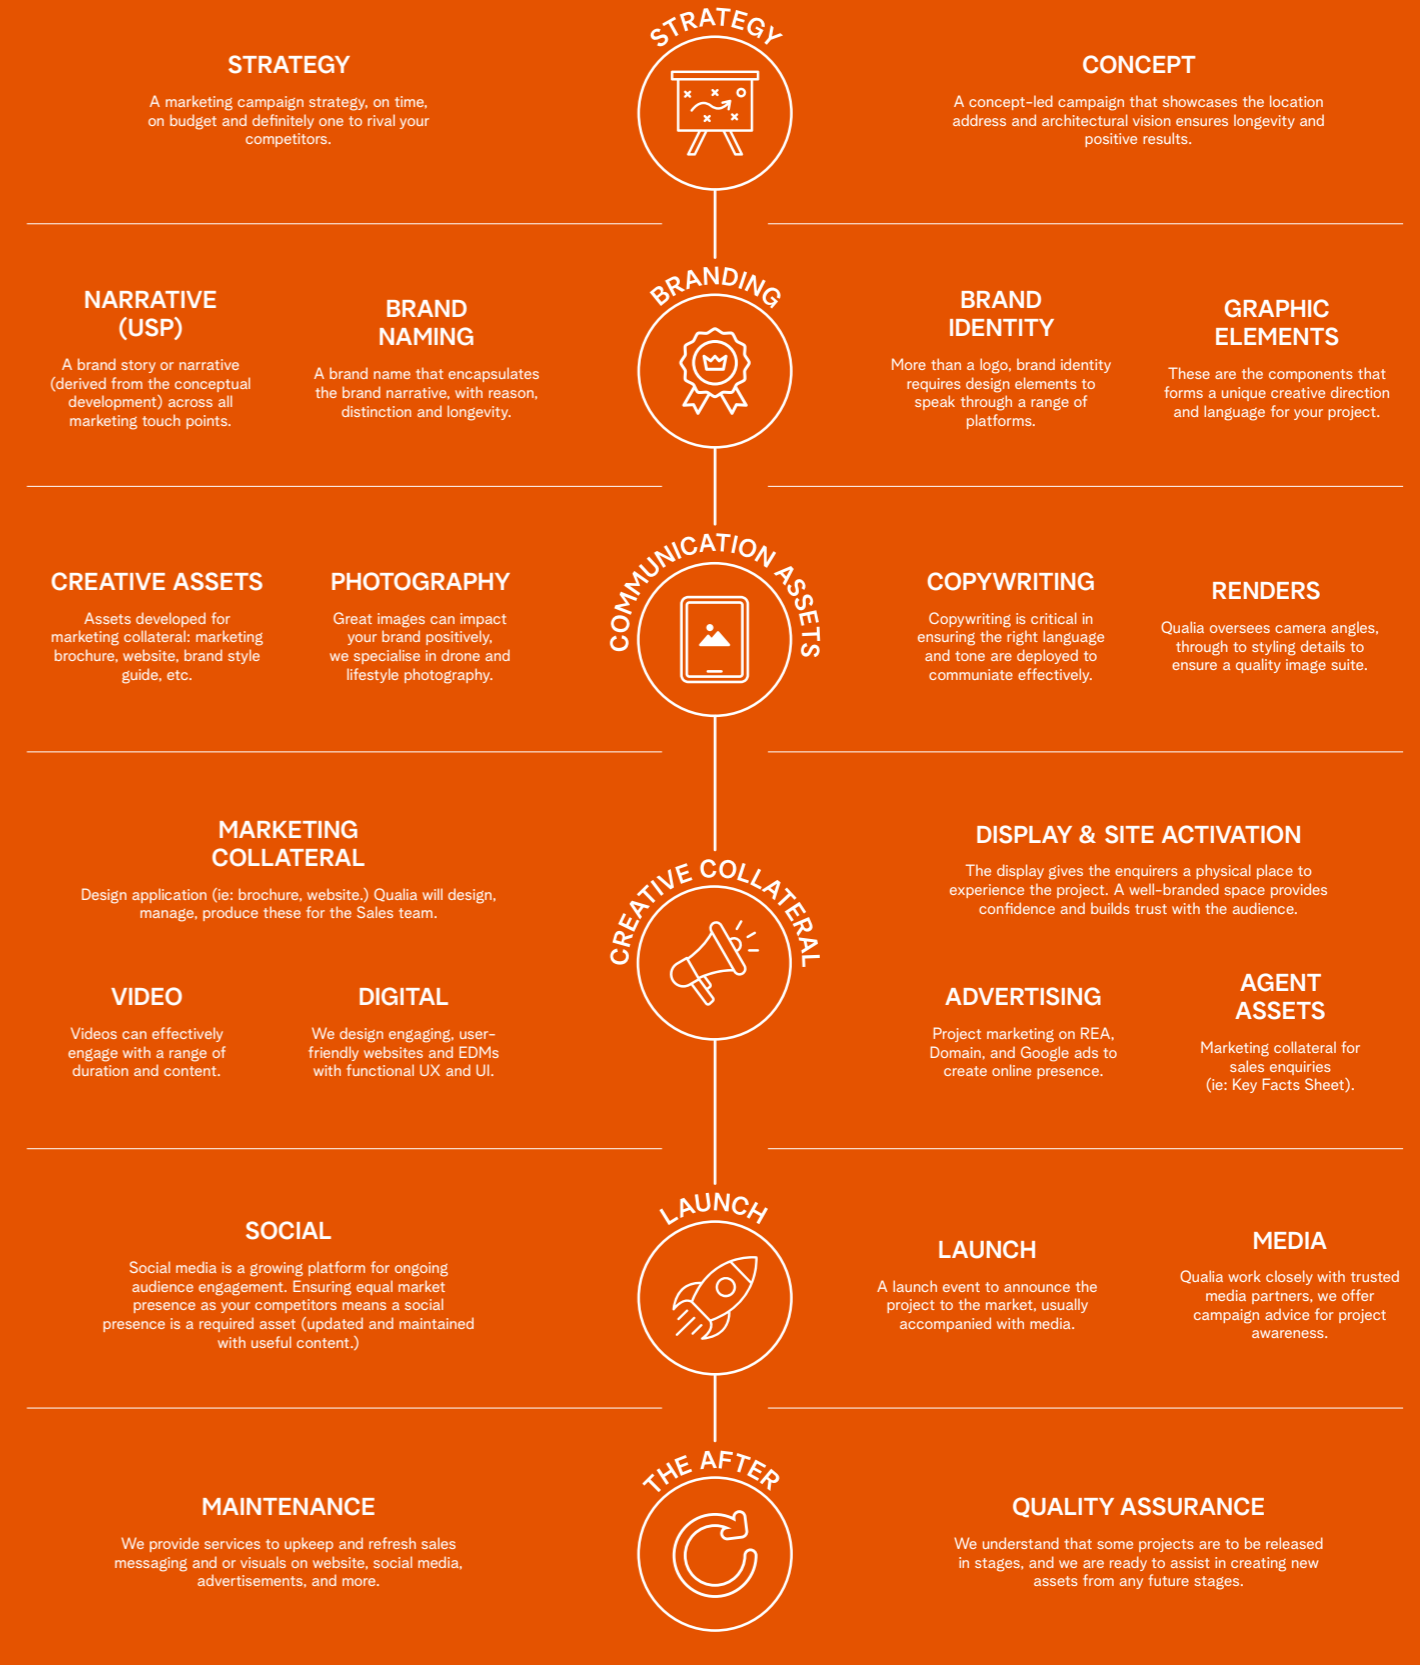 STRATEGY
STRATEGY
A marketing campaign strategy, on time,
on budget and definitely one to rival your
competitors.
CONCEPT
A concept-led campaign that showcases the location
address and architectural vision ensures longevity and
positive results.
BRANDING
NARRATIVE
(USP)
A brand story or narrative
(derived from the conceptual
development) across all
marketing touch points.
BRAND
NAMING
A brand name that encapsulates
the brand narrative, with reason,
distinction and longevity.
BRAND
IDENTITY
More than a logo, brand identity
requires design elements to
speak through a range of
platforms.
GRAPHIC
ELEMENTS
These are the components that
forms a unique creative direction
and language for your project.
COMMUNICATION ASSETS
CREATIVE ASSETS
Assets developed for
marketing collateral: marketing
brochure, website, brand style
guide, etc.
PHOTOGRAPHY
Great images can impact
your brand positively,
we specialise in drone and
lifestyle photography.
COPYWRITING
Copywriting is critical in
ensuring the right language
and tone are deployed to
communiate effectively.
RENDERS
Qualia oversees camera angles,
through to styling details to
ensure a quality image suite.
CREATIVE COLLATERAL
MARKETING
COLLATERAL
Design application (ie: brochure, website.) Qualia will design,
manage, produce these for the Sales team.
DISPLAY & SITE ACTIVATION
The display gives the enquirers a physical place to
experience the project. A well-branded space provides
confidence and builds trust with the audience.
VIDEO
Videos can effectively
engage with a range of
duration and content.
DIGITAL
We design engaging, user-
friendly websites and EDMs
with functional UX and UI.
ADVERTISING
Project marketing on REA,
Domain, and Google ads to
create online presence.
AGENT
ASSETS
Marketing collateral for
sales enquiries
(ie: Key Facts Sheet).
LAUNCH
SOCIAL
Social media is a growing platform for ongoing
audience engagement. Ensuring equal market
presence as your competitors means a social
presence is a required asset (updated and maintained
with useful content.)
LAUNCH
A launch event to announce the
project to the market, usually
accompanied with media.
MEDIA
Qualia work closely with trusted
media partners, we offer
campaign advice for project
awareness.
THE AFTER
MAINTENANCE
We provide services to upkeep and refresh sales
messaging and or visuals on website, social media,
advertisements, and more.
QUALITY ASSURANCE
We understand that some projects are to be released
in stages, and we are ready to assist in creating new
assets from any future stages.